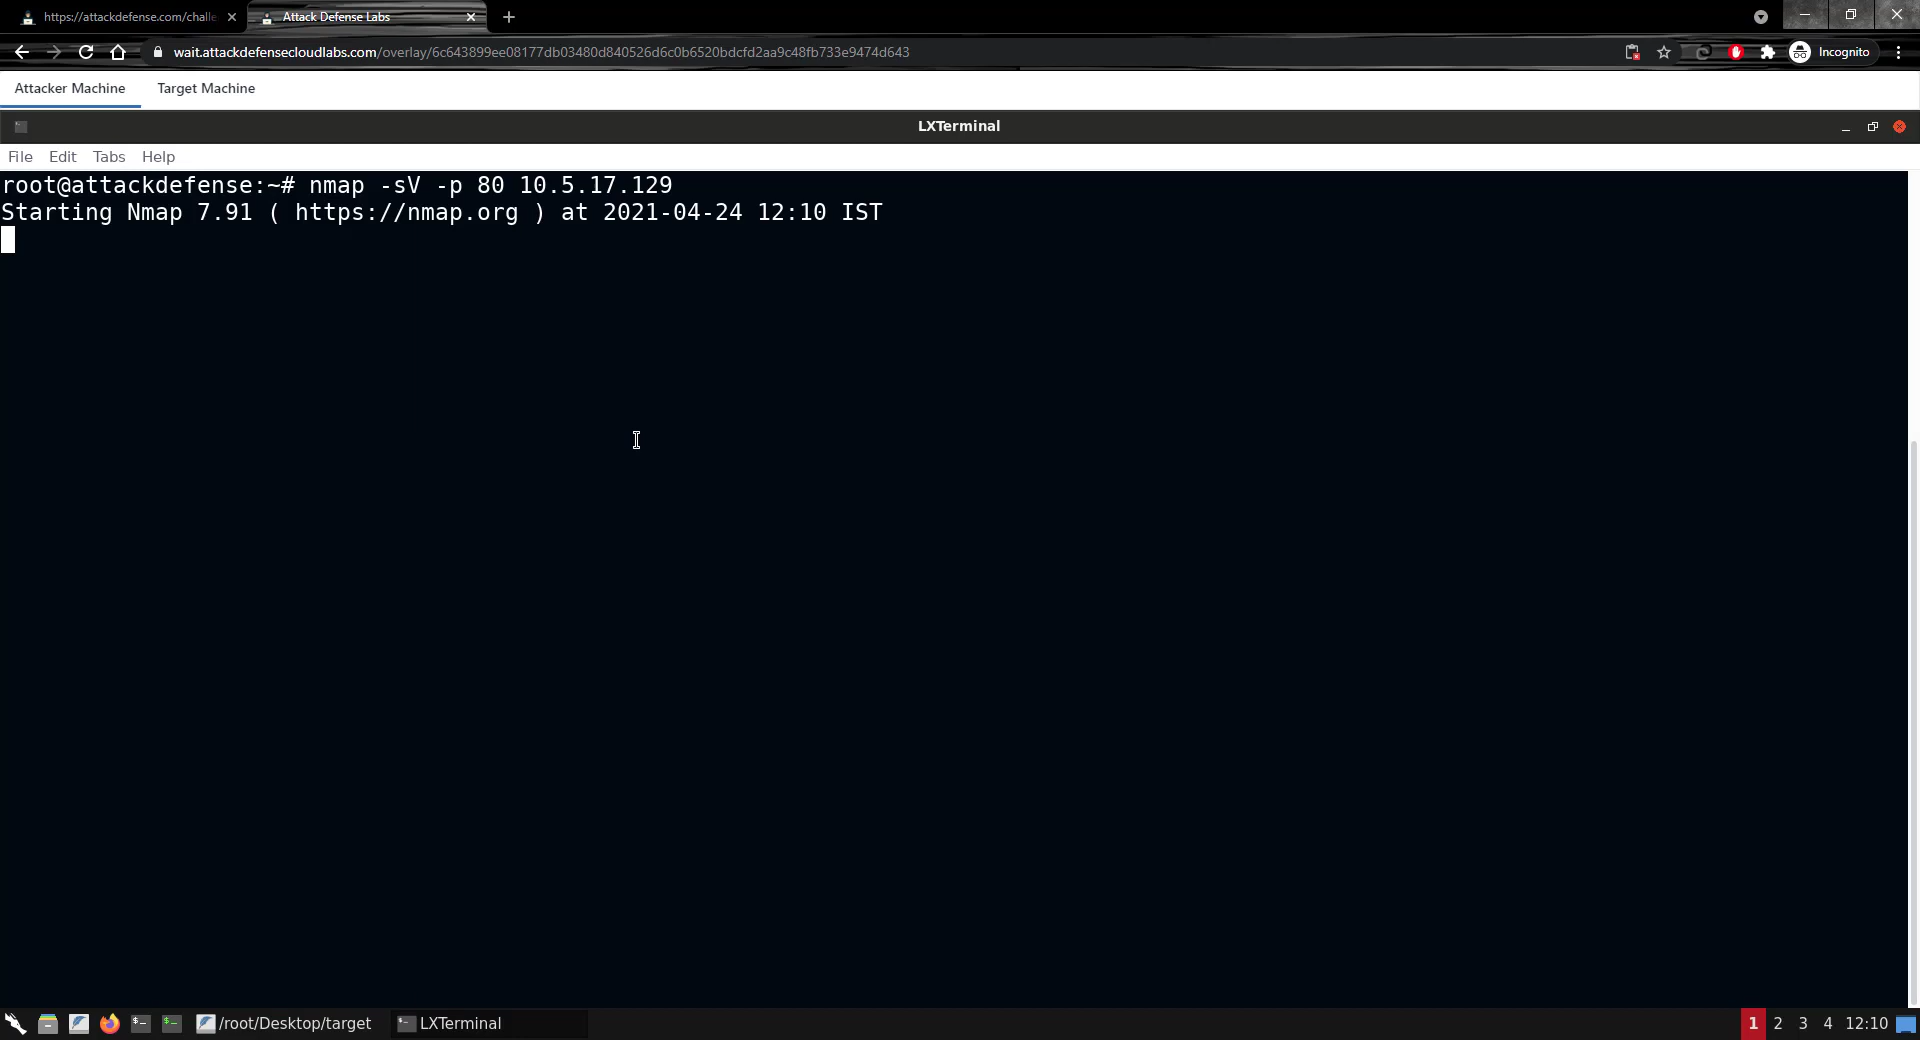 https://attackdefense.com/challe
Attack Defense Labs
wait.attackdefensecloudlabs.com/overlay/6c643899ee08177db03480d840526d6c0b6520bdcfd2aa9c48fb733e9474d643
Incognito
Attacker Machine
Target Machine
LXTerminal
File Edit Tabs Help
root@attackdefense:~# nmap -sV -p 80 10.5.17.129
Starting Nmap 7.91 ( https://nmap.org ) at 2021-04-24 12:10 IST
/root/Desktop/target
LXTerminal
1 2 3 4 12:10